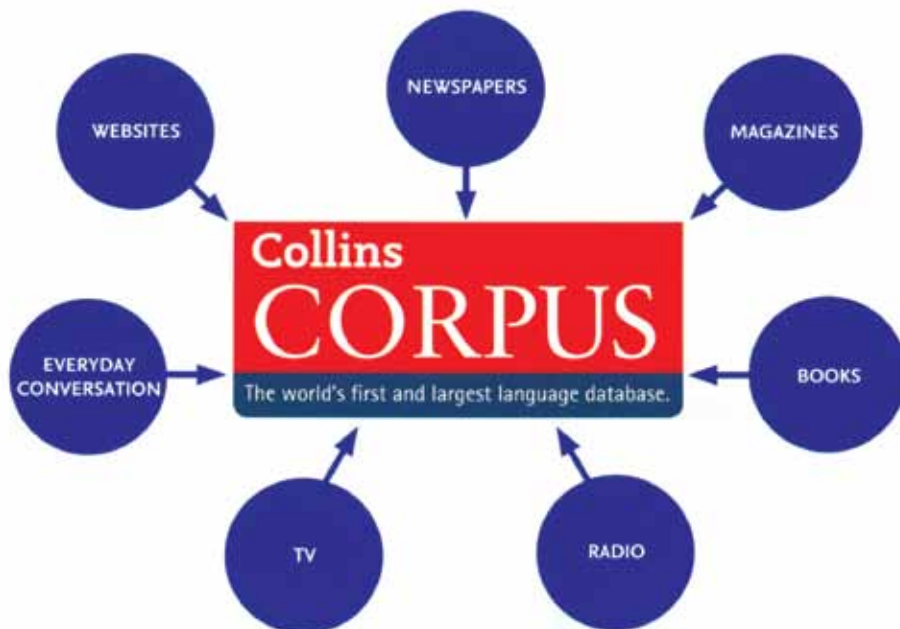 NEWSPAPERS
WEBSITES
MAGAZINES
Collins
CORPUS
The world's first and largest language database.
EVERYDAY
CONVERSATION
BOOKS
TV
RADIO